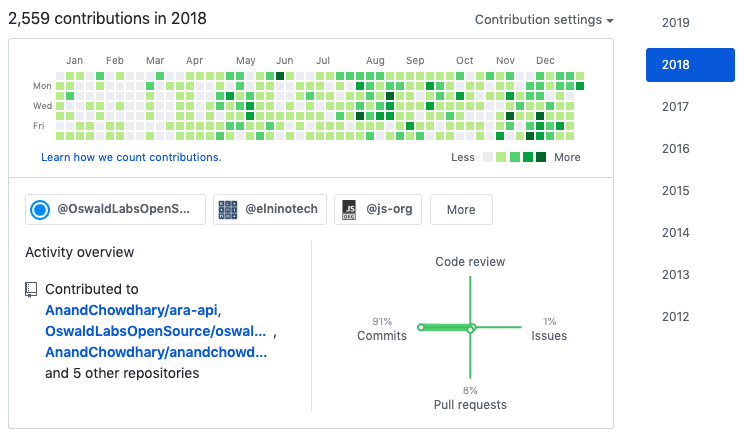 2,559 contributions in 2018
Contribution settings
Jan Feb Mar Apr May Jun Jul Aug Sep Oct Nov Dec
Mon
Wed
Fri
Learn how we count contributions.
Less
More
@OswaldLabsOpenS...
@elninotech
JS
ORG
@js-org
More
Activity overview
Contributed to
AnandChowdhary/ara-api,
OswaldLabsOpenSource/oswal... ,
AnandChowdhary/anandchowd...
and 5 other repositories
Code review
91%
Commits
1%
Issues
8%
Pull requests
2019
2018
2017
2016
2015
2014
2013
2012